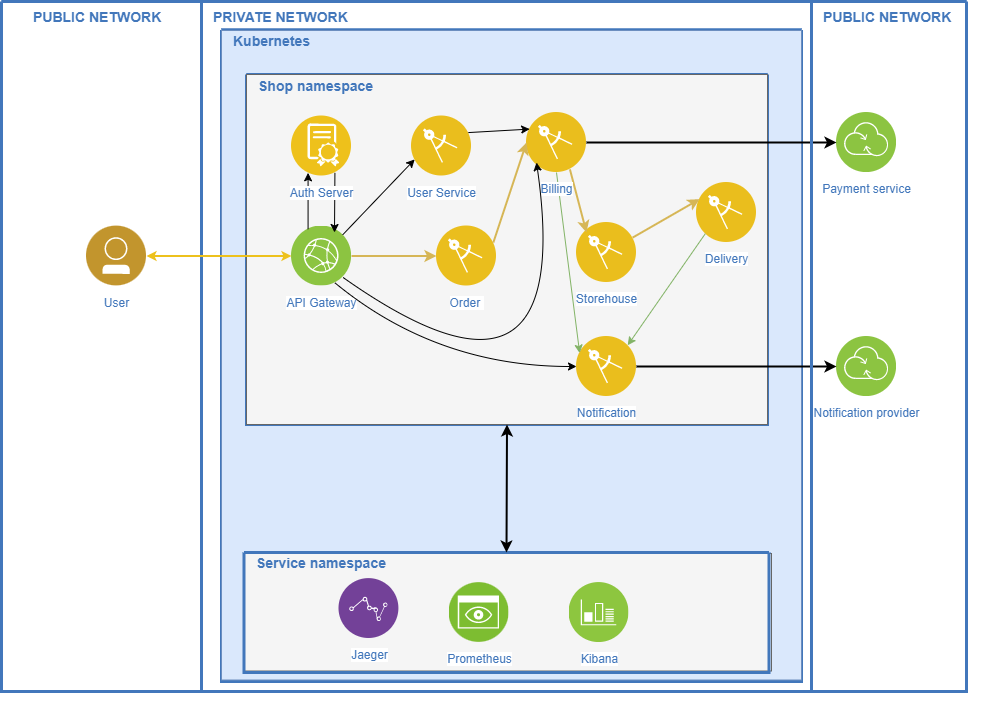 PUBLIC NETWORK
PRIVATE NETWORK
PUBLIC NETWORK
Kubernetes
Shop namespace
Auth Server
User Service
Billing
Payment service
User
API Gateway
Order
Storehouse
Delivery
Notification
Notification provider
Service namespace
Jaeger
Prometheus
Kibana